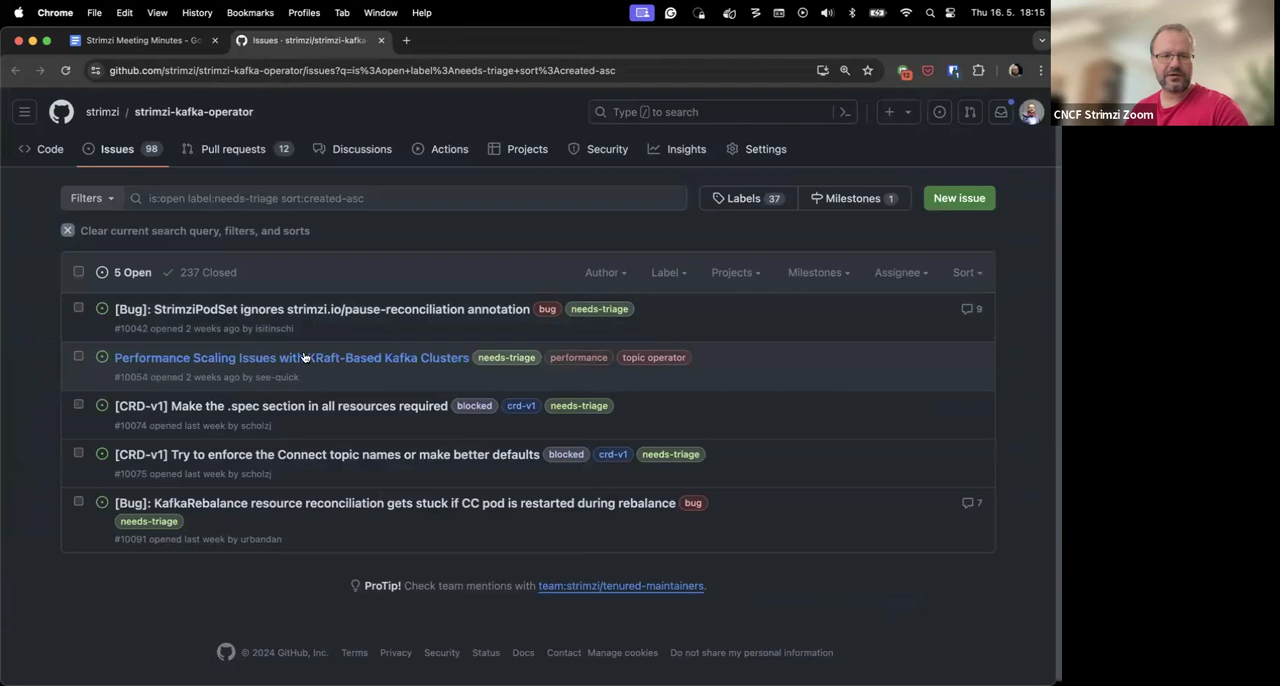 Chrome File Edit View History Bookmarks Profiles Tab Window Help Thu 16. 5. 18:15
Strimzi Meeting Minutes - Go
Issues · strimzi/strimzi-kafka
github.com/strimzi/strimzi-kafka-operator/issues?q=is%3Aopen+label%3Aneeds-triage+sort%3Acreated-asc
12
1
CNCF Strimzi Zoom
strimzi / strimzi-kafka-operator
Type / to search
Code Issues 98 Pull requests 12 Discussions Actions Projects Security Insights Settings
Filters is:open label:needs-triage sort:created-asc Labels 37 Milestones 1 New issue
Clear current search query, filters, and sorts
5 Open 237 Closed Author Label Projects Milestones Assignee Sort
[Bug]: StrimziPodSet ignores strimzi.io/pause-reconciliation annotation bug needs-triage 9
#10042 opened 2 weeks ago by isitinschi
Performance Scaling Issues with KRaft-Based Kafka Clusters needs-triage performance topic operator
#10054 opened 2 weeks ago by see-quick
[CRD-v1] Make the .spec section in all resources required blocked crd-v1 needs-triage
#10074 opened last week by scholzj
[CRD-v1] Try to enforce the Connect topic names or make better defaults blocked crd-v1 needs-triage
#10075 opened last week by scholzj
[Bug]: KafkaRebalance resource reconciliation gets stuck if CC pod is restarted during rebalance bug 7
needs-triage
#10091 opened last week by urbandan
ProTip! Check team mentions with team:strimzi/tenured-maintainers.
© 2024 GitHub, Inc. Terms Privacy Security Status Docs Contact Manage cookies Do not share my personal information